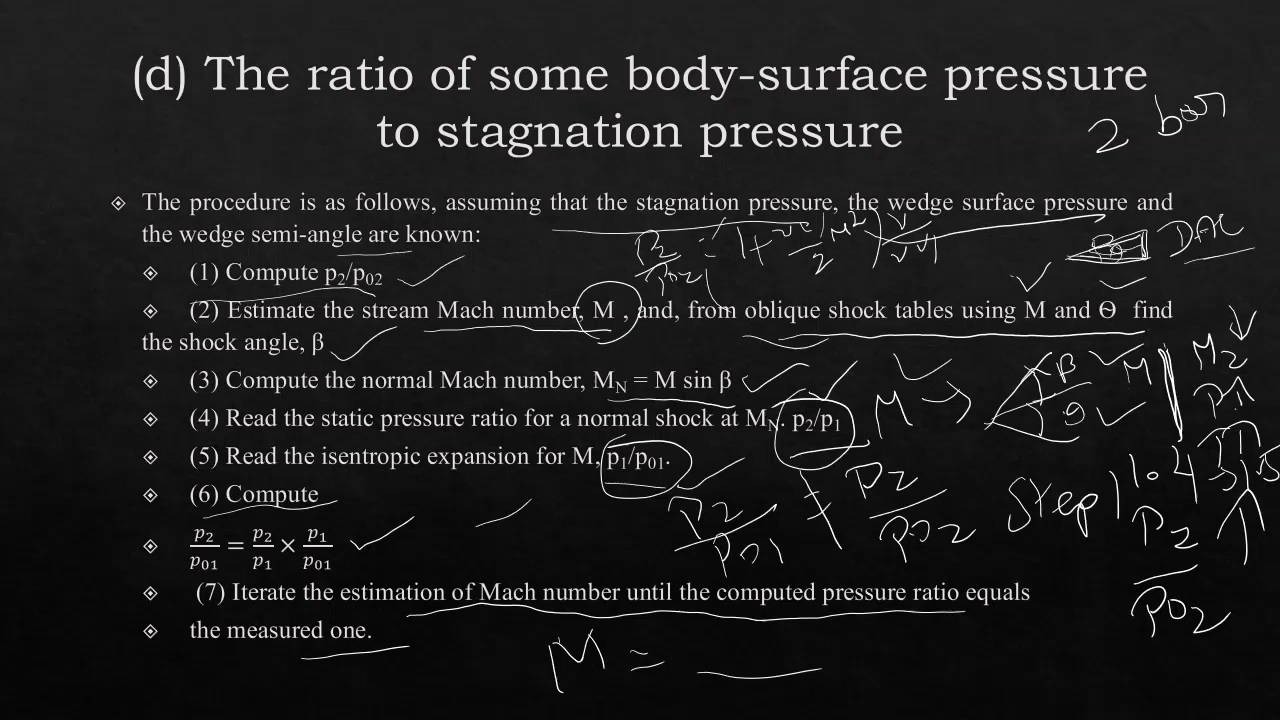 (d) The ratio of some body-surface pressure
to stagnation pressure
2 bar
The procedure is as follows, assuming that the stagnation pressure, the wedge surface pressure and
the wedge semi-angle are known:
DAC
(1) Compute p₂/p₀₂
(2) Estimate the stream Mach number, M , and, from oblique shock tables using M and Θ find
the shock angle, β
(3) Compute the normal Mach number, M_N = M sin β
(4) Read the static pressure ratio for a normal shock at M_N. p₂/p₁
(5) Read the isentropic expansion for M, p₁/p₀₁.
(6) Compute
p₂/p₀₁ = p₂/p₁ × p₁/p₀₁
(7) Iterate the estimation of Mach number until the computed pressure ratio equals
the measured one.
M → β θ M
M₂
P₂/P₀₁ ≠ P₂/P₀₂
Step 1
P₂/P₀₂
M =